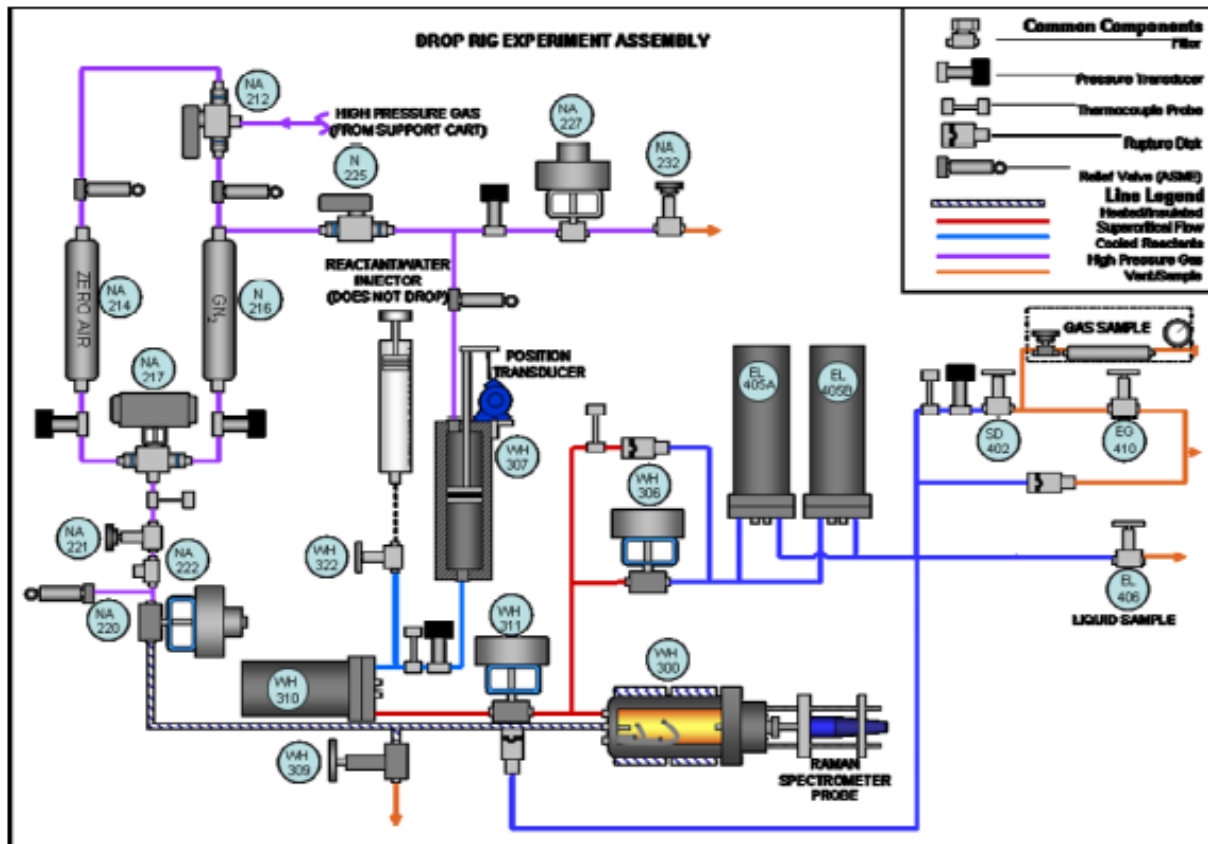 DROP RIG EXPERIMENT ASSEMBLY
Common Components
Filter
Pressure Transducer
Thermocouple Probe
Rupture Disk
Relief Valve (ASME)
Line Legend
Heated/Insulated
Supercritical Flow
Cooled Reactants
High Pressure Gas
Vent/Sample
NA
212
HIGH PRESSURE GAS
(FROM SUPPORT CART)
NA
227
NA
232
N
225
REACTANT/WATER
INJECTOR
(DOES NOT DROP)
ZERO AIR
NA
214
GN2
N
216
NA
217
POSITION
TRANSDUCER
WH
307
EL
405A
EL
405B
GAS SAMPLE
SD
402
EG
410
WH
306
NA
221
NA
222
NA
220
WH
322
WH
311
EL
406
LIQUID SAMPLE
WH
310
WH
300
WH
309
RAMAN
SPECTROMETER
PROBE